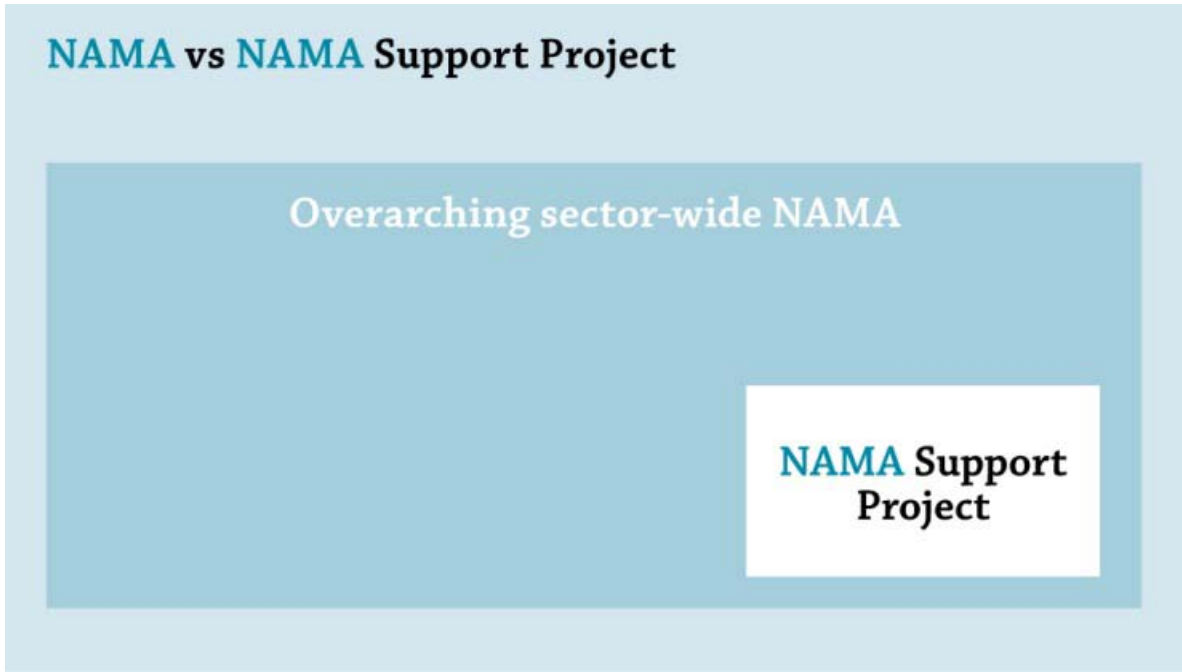 NAMA vs NAMA Support Project
Overarching sector-wide NAMA
NAMA Support
Project